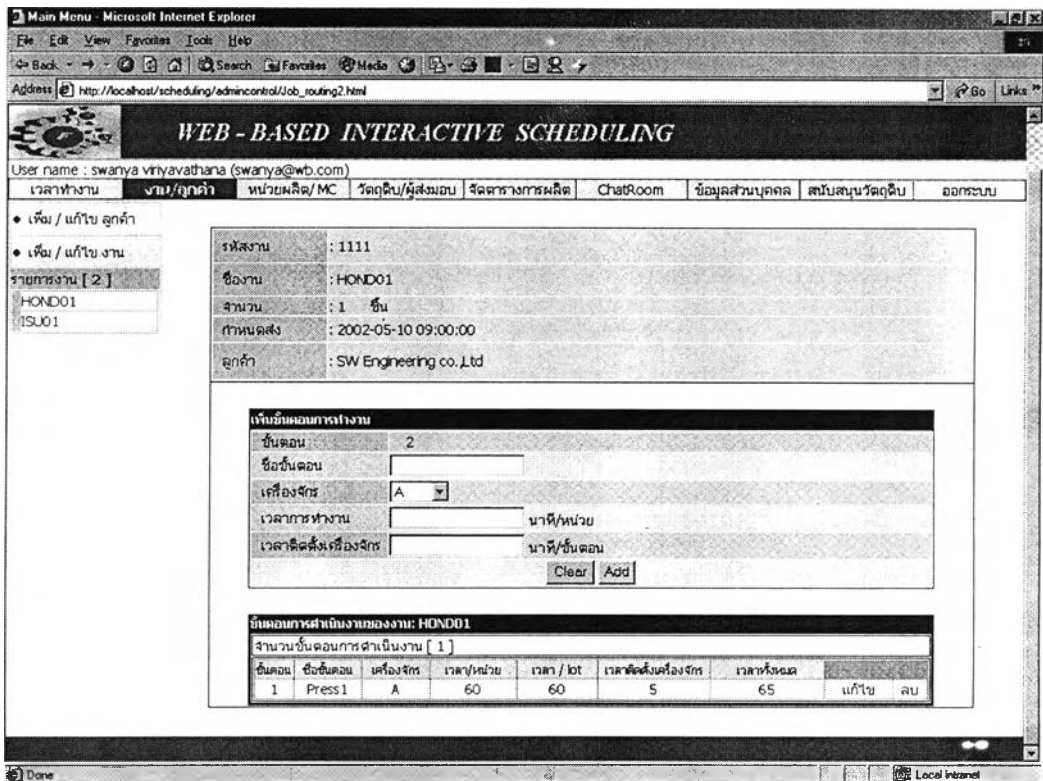 Main Menu - Microsoft Internet Explorer
File Edit View Favorites Tools Help
Back Search Favorites Media
Address http://localhost/scheduling/admincontrol/Job_routing2.html Go Links
WEB - BASED INTERACTIVE SCHEDULING
User name : swanya viriyavathana (swanya@wb.com)
เวลาทำงาน งาน/ลูกค้า หน่วยผลิต/MC วัตถุดิบ/ผู้ส่งมอบ จัดตารางการผลิต ChatRoom ข้อมูลส่วนบุคคล สนับสนุนวัตถุดิบ ออกระบบ
เพิ่ม / แก้ไข ลูกค้า
เพิ่ม / แก้ไข งาน
รายการงาน [ 2 ]
HOND01
ISU01
รหัสงาน : 1111
ชื่องาน : HOND01
จำนวน : 1 ชิ้น
กำหนดส่ง : 2002-05-10 09:00:00
ลูกค้า : SW Engineering co.,Ltd
เพิ่มขั้นตอนการทำงาน
ขั้นตอน 2
ชื่อขั้นตอน
เครื่องจักร A
เวลาการทำงาน นาที/หน่วย
เวลาติดตั้งเครื่องจักร นาที/ขั้นตอน
Clear Add
ขั้นตอนการดำเนินงานของงาน: HOND01
จำนวนขั้นตอนการดำเนินงาน [ 1 ]
ขั้นตอน ชื่อขั้นตอน เครื่องจักร เวลา/หน่วย เวลา / lot เวลาติดตั้งเครื่องจักร เวลาทั้งหมด
1 Press1 A 60 60 5 65 แก้ไข ลบ
Done Local intranet